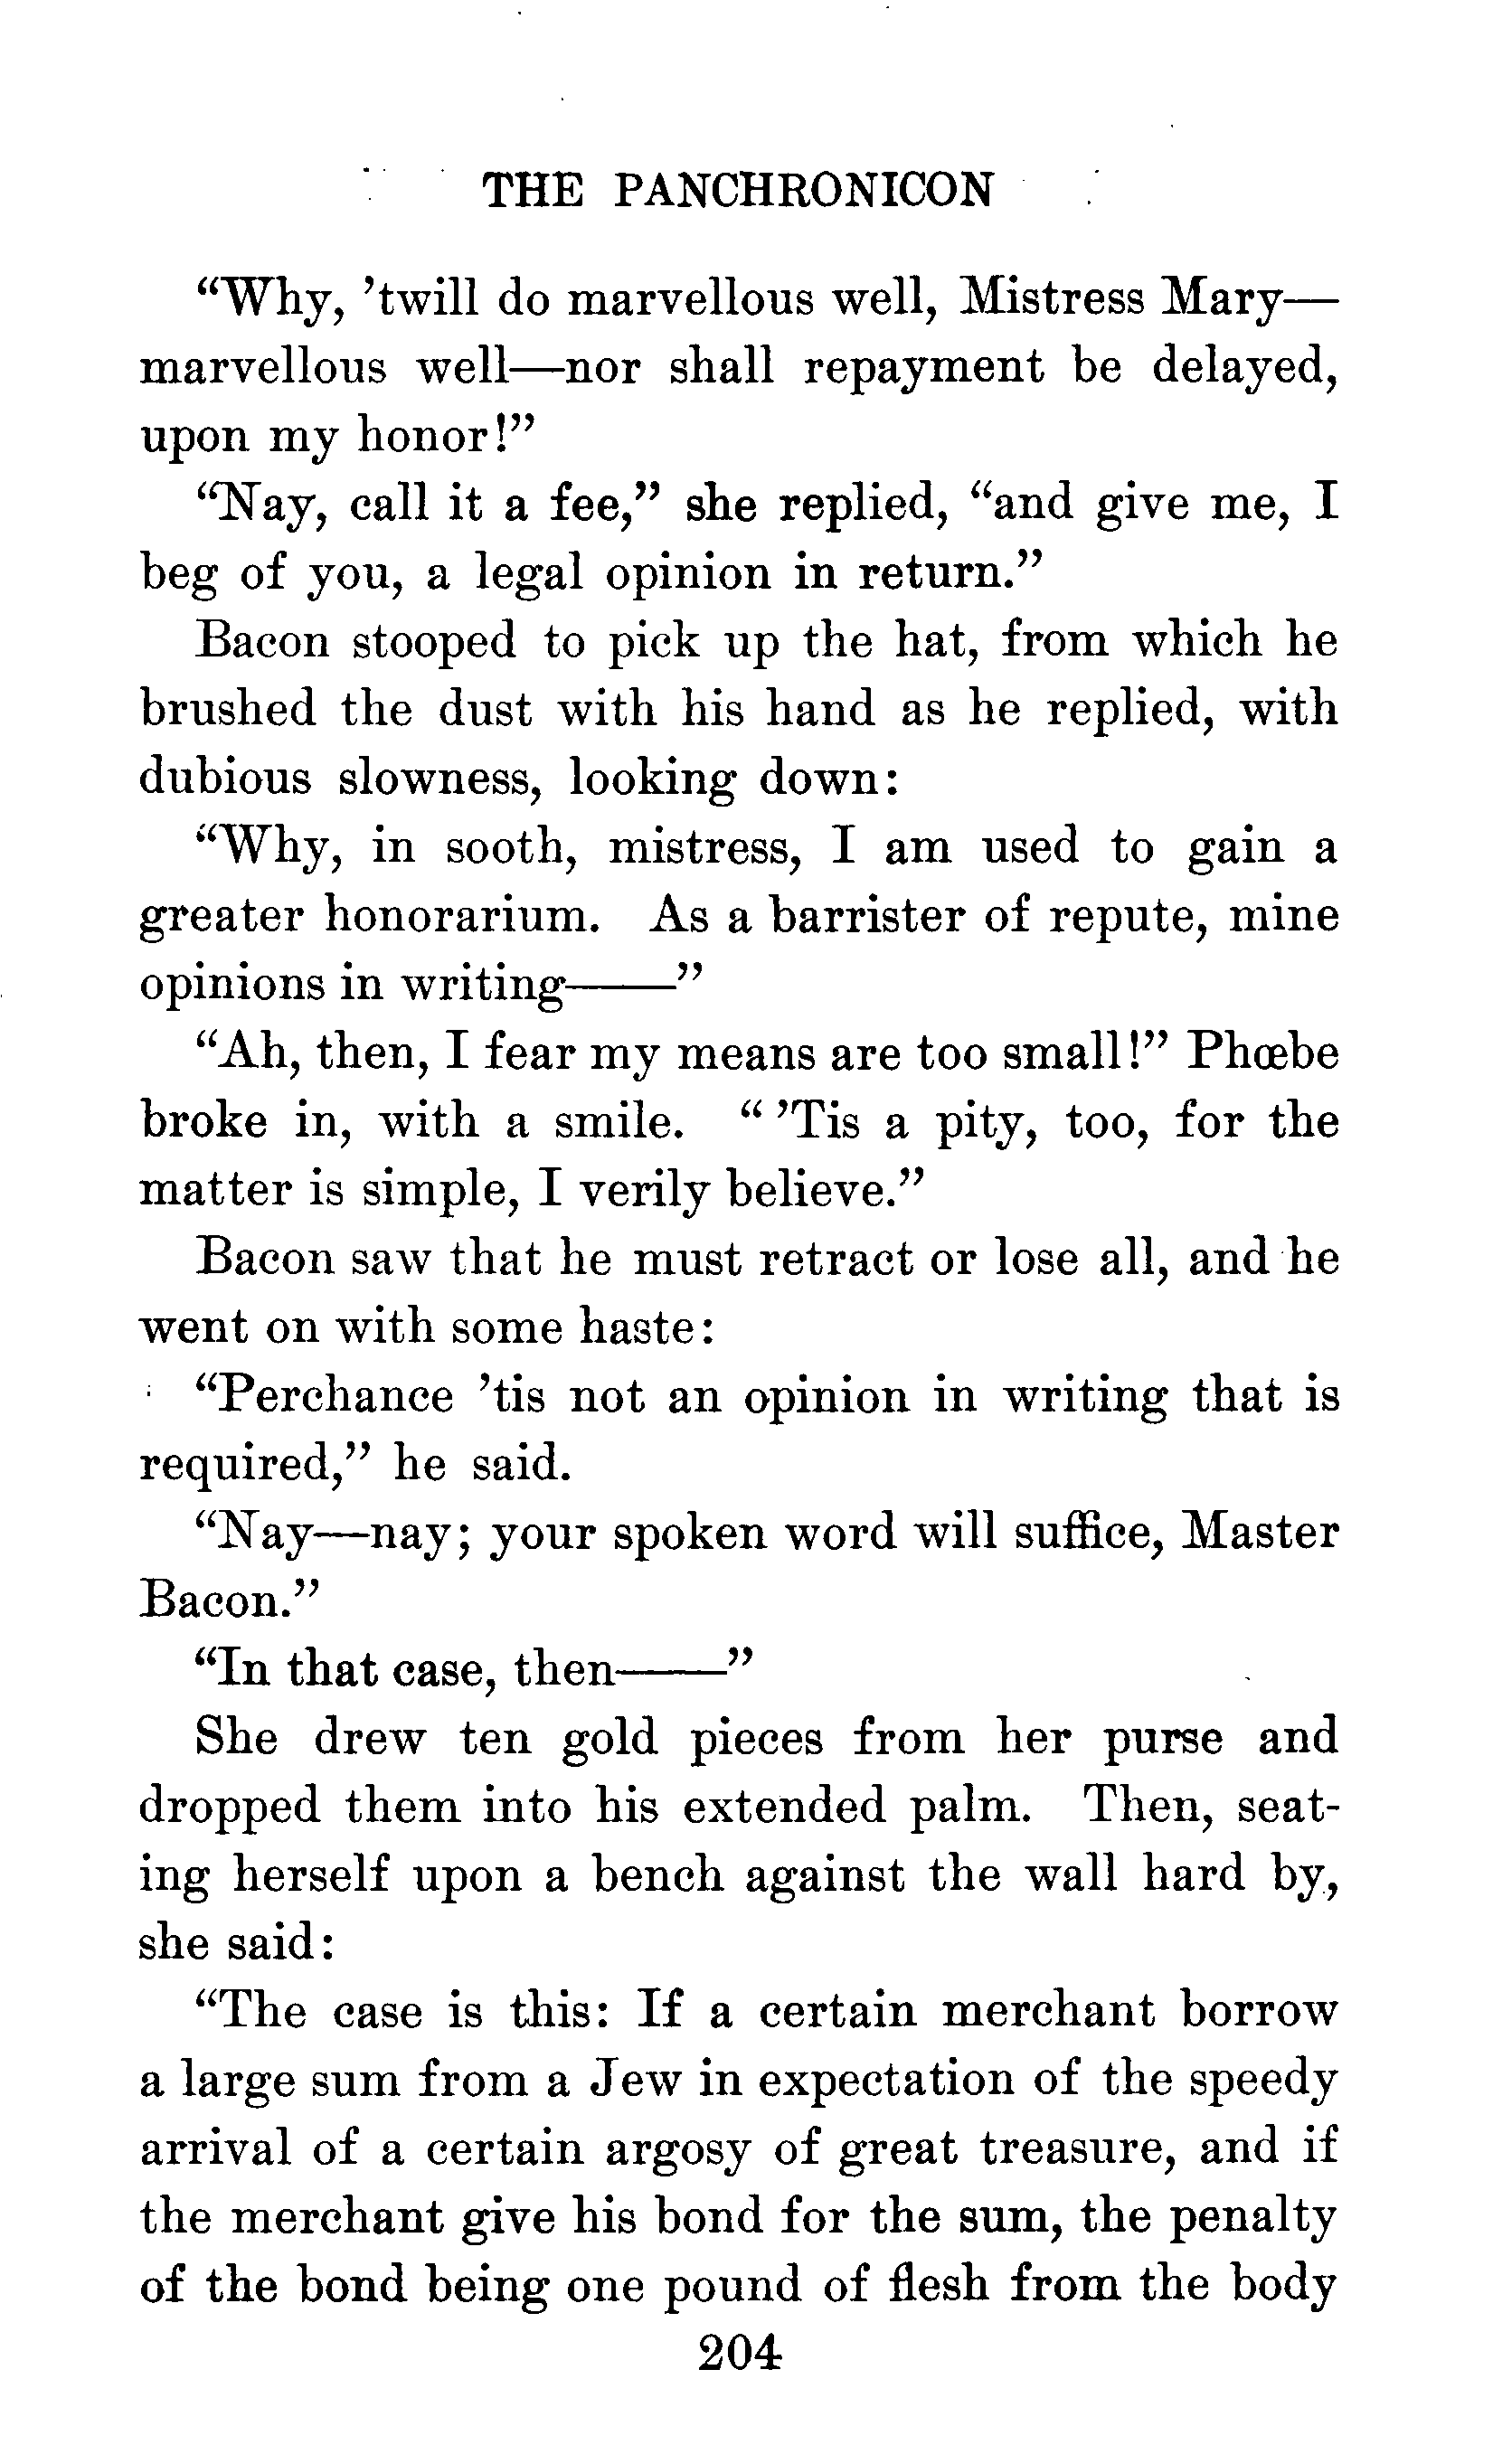 THE PANCHRONICON
“Why, ’twill do marvellous well, Mistress Mary—
marvellous well—nor shall repayment be delayed,
upon my honor!”
“Nay, call it a fee,” she replied, “and give me, I
beg of you, a legal opinion in return.”
Bacon stooped to pick up the hat, from which he
brushed the dust with his hand as he replied, with
dubious slowness, looking down:
“Why, in sooth, mistress, I am used to gain a
greater honorarium. As a barrister of repute, mine
opinions in writing——”
“Ah, then, I fear my means are too small!” Phœbe
broke in, with a smile. “ ’Tis a pity, too, for the
matter is simple, I verily believe.”
Bacon saw that he must retract or lose all, and he
went on with some haste:
“Perchance ’tis not an opinion in writing that is
required,” he said.
“Nay—nay; your spoken word will suffice, Master
Bacon.”
“In that case, then——”
She drew ten gold pieces from her purse and
dropped them into his extended palm. Then, seat-
ing herself upon a bench against the wall hard by,
she said:
“The case is this: If a certain merchant borrow
a large sum from a Jew in expectation of the speedy
arrival of a certain argosy of great treasure, and if
the merchant give his bond for the sum, the penalty
of the bond being one pound of flesh from the body
204